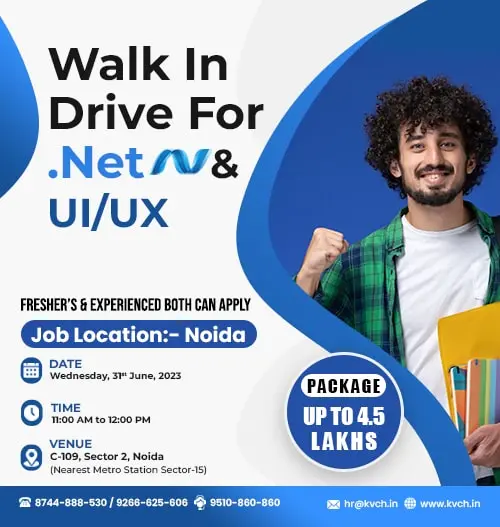 Walk In
Drive For
.Net &
UI/UX
FRESHER'S & EXPERIENCED BOTH CAN APPLY
Job Location:- Noida
DATE
Wednesday, 31st June, 2023
TIME
11:00 AM to 12:00 PM
VENUE
C-109, Sector 2, Noida
(Nearest Metro Station Sector-15)
PACKAGE
UP TO 4.5
LAKHS
8744-888-530 / 9266-625-606 9510-860-860 hr@kvch.in www.kvch.in